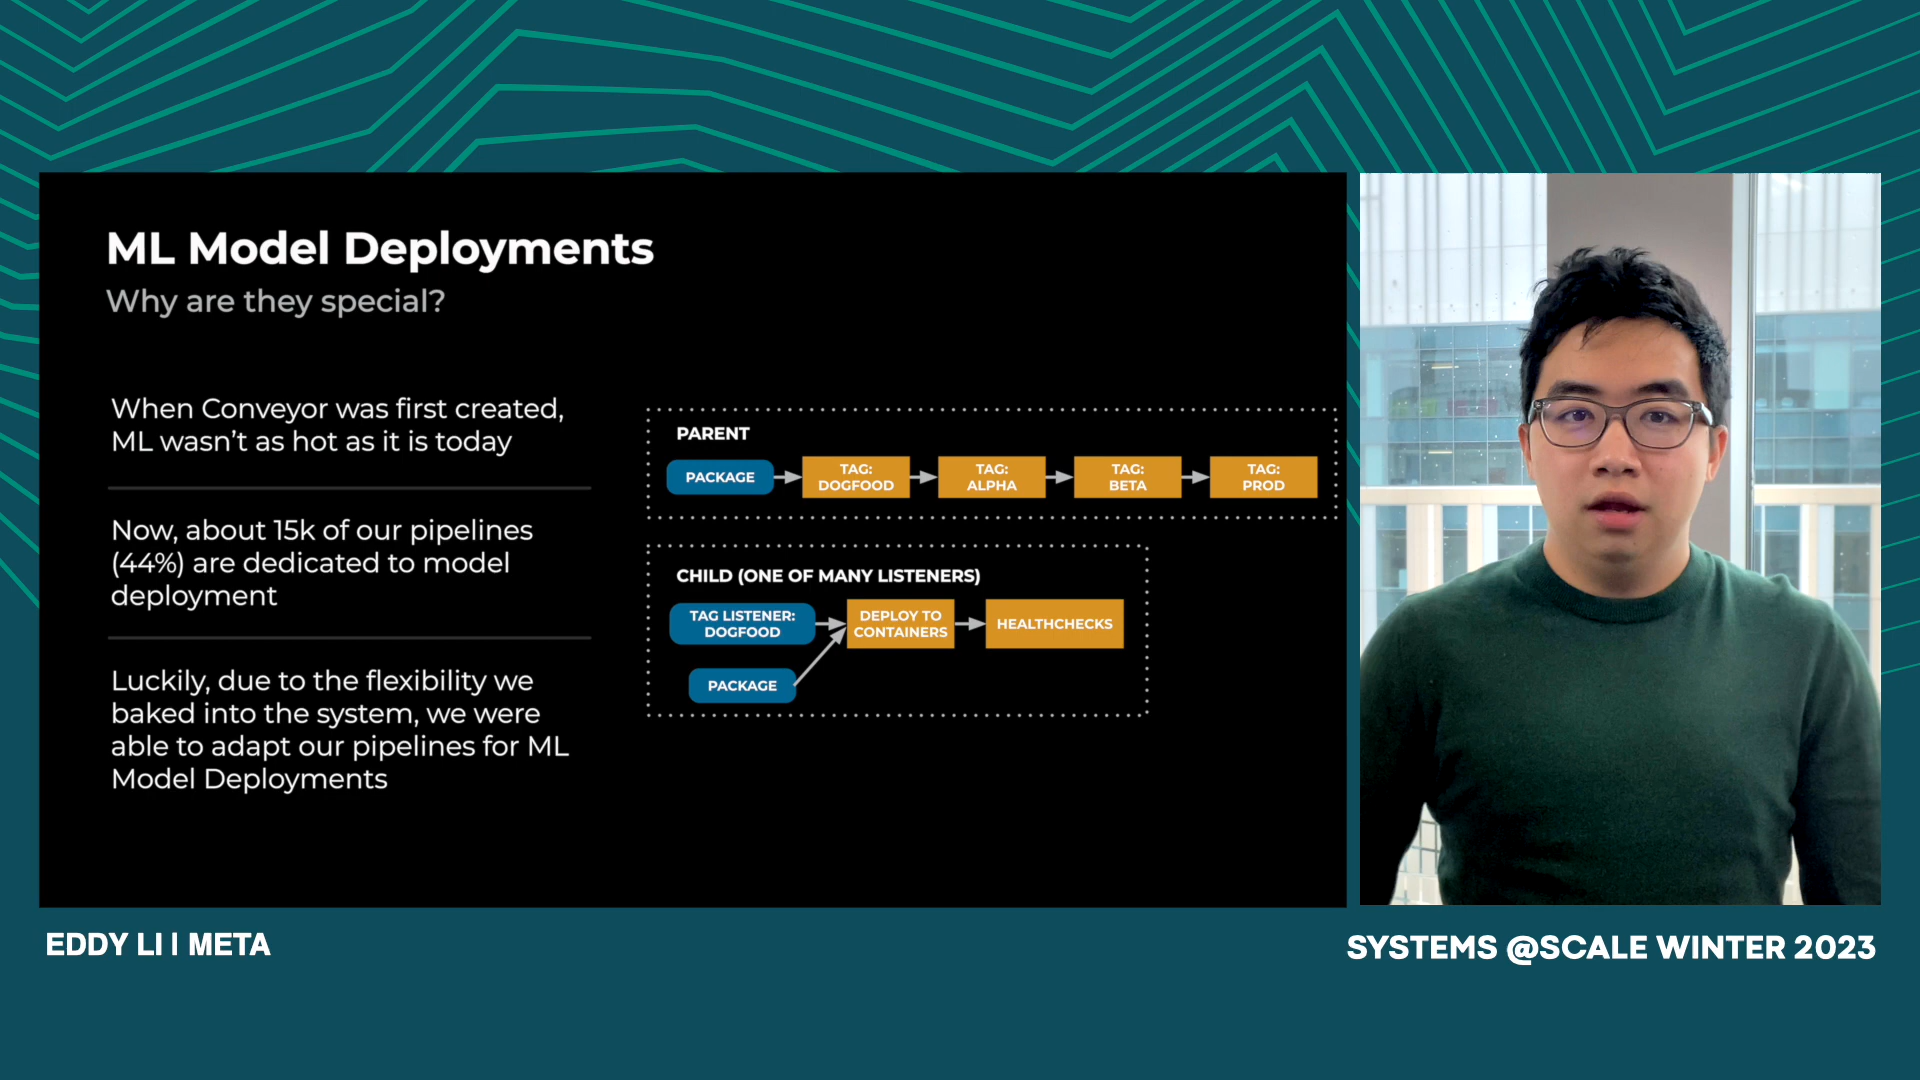 ML Model Deployments
Why are they special?
When Conveyor was first created,
ML wasn't as hot as it is today
Now, about 15k of our pipelines
(44%) are dedicated to model
deployment
Luckily, due to the flexibility we
baked into the system, we were
able to adapt our pipelines for ML
Model Deployments
PARENT
PACKAGE
TAG:
DOGFOOD
TAG:
ALPHA
TAG:
BETA
TAG:
PROD
CHILD (ONE OF MANY LISTENERS)
TAG LISTENER:
DOGFOOD
DEPLOY TO
CONTAINERS
HEALTHCHECKS
PACKAGE
EDDY LI | META
SYSTEMS @SCALE WINTER 2023